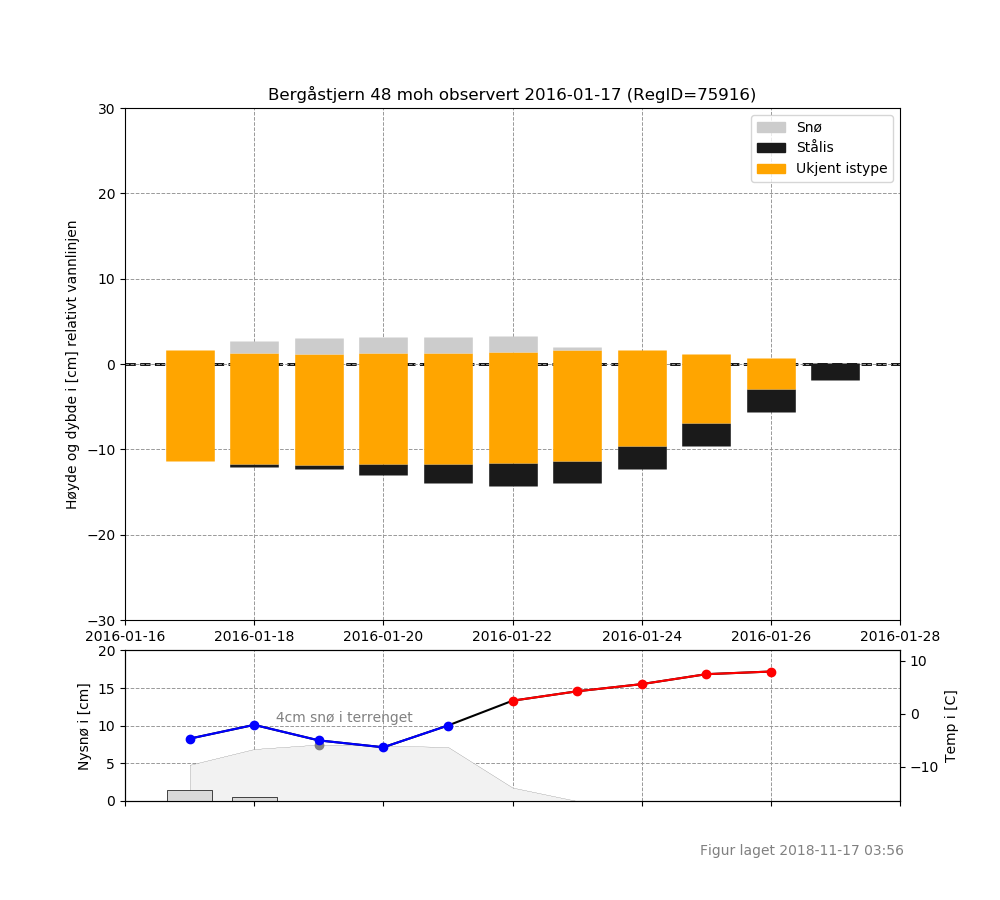 Bergåstjern 48 moh observert 2016-01-17 (RegID=75916)
Snø
Stålis
Ukjent istype
Høyde og dybde i [cm] relativt vannlinjen
30
20
10
0
−10
−20
−30
2016-01-16 2016-01-18 2016-01-20 2016-01-22 2016-01-24 2016-01-26 2016-01-28
Nysnø i [cm]
20
15
10
5
0
4cm snø i terrenget
10
0
−10
Temp i [C]
Figur laget 2018-11-17 03:56